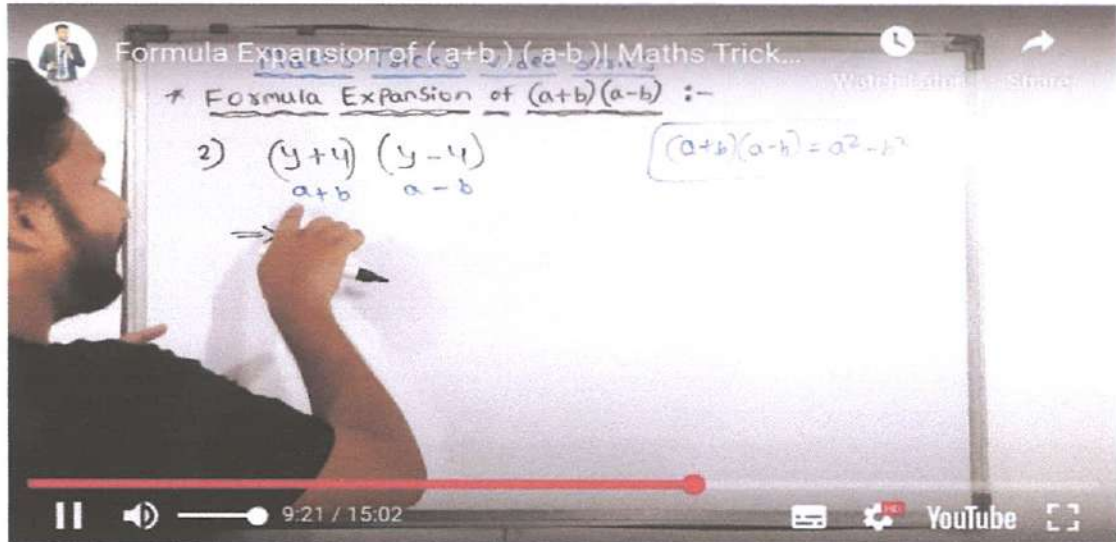 Formula Expansion of ( a+b ) ( a-b )| Maths Trick...
Watch Later Share
* Formula Expansion of (a+b)(a-b) :-
2) (y+4) (y-4)
(a+b)(a-b) = a²-b²
a+b a-b
⇒
9:21 / 15:02
HD
YouTube